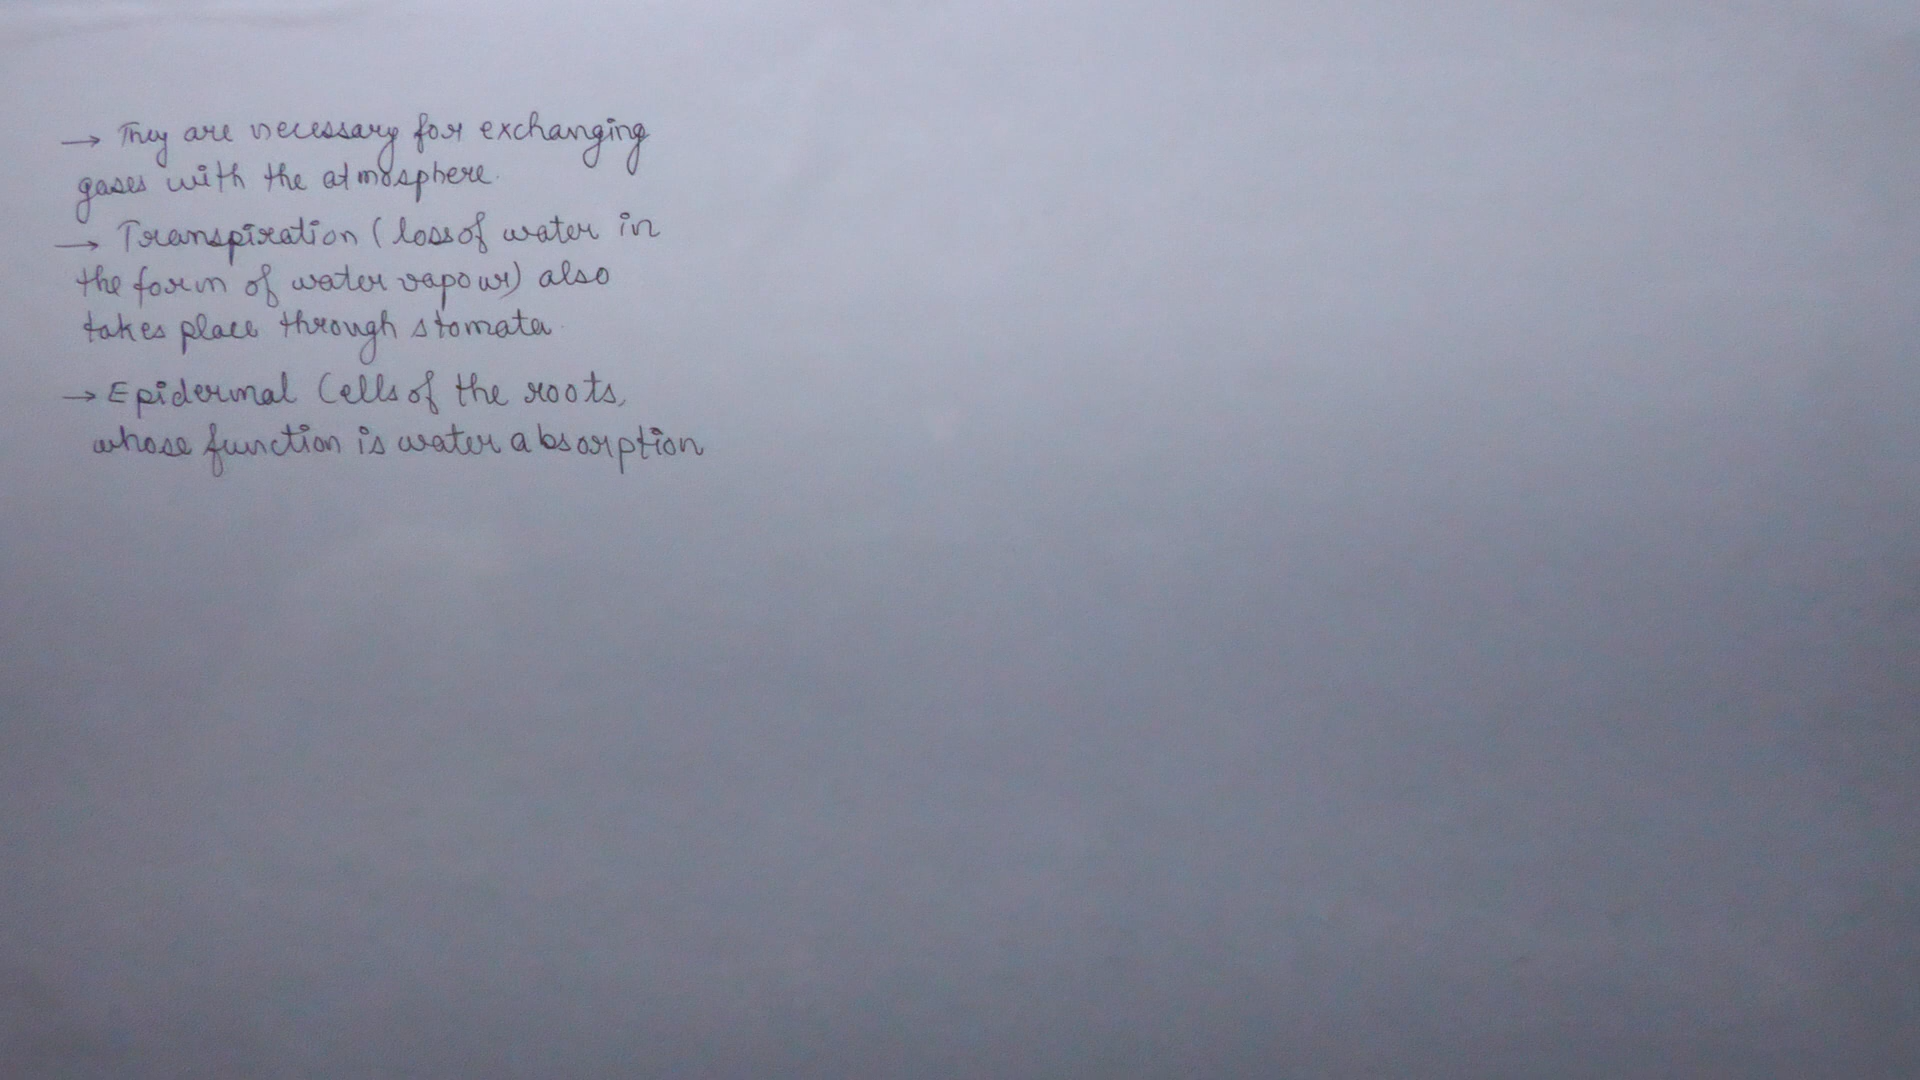 → They are necessary for exchanging
gases with the atmosphere.
→ Transpiration (loss of water in
the form of water vapour) also
takes place through stomata.
→ Epidermal Cells of the roots,
whose function is water absorption